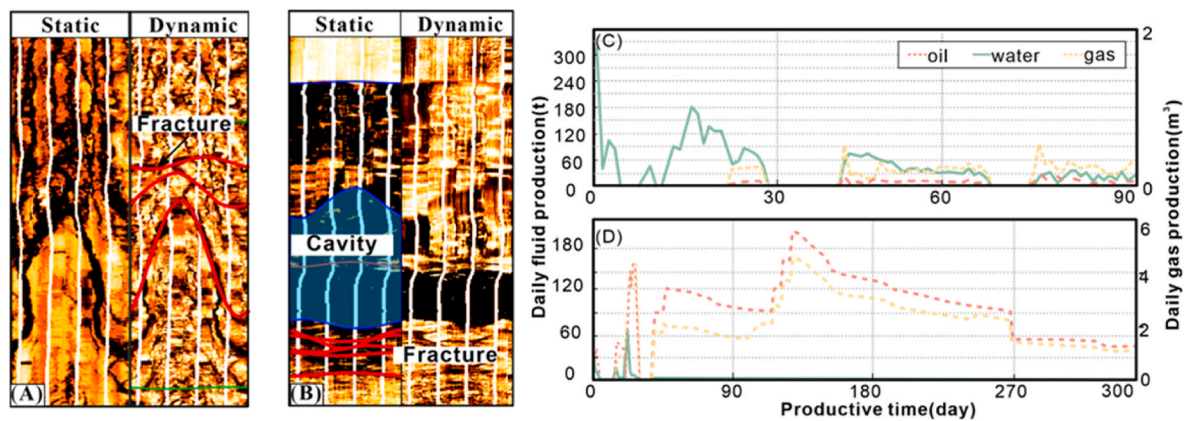 Static Dynamic
Fracture
(A)
Static Dynamic
Cavity
Fracture
(B)
Daily fluid production(t)
Daily gas production(m³)
(C)
oil water gas
300
240
180
120
60
0
2
0
0 30 60 90
(D)
180
120
60
0
6
4
2
0
0 90 180 270 300
Productive time(day)